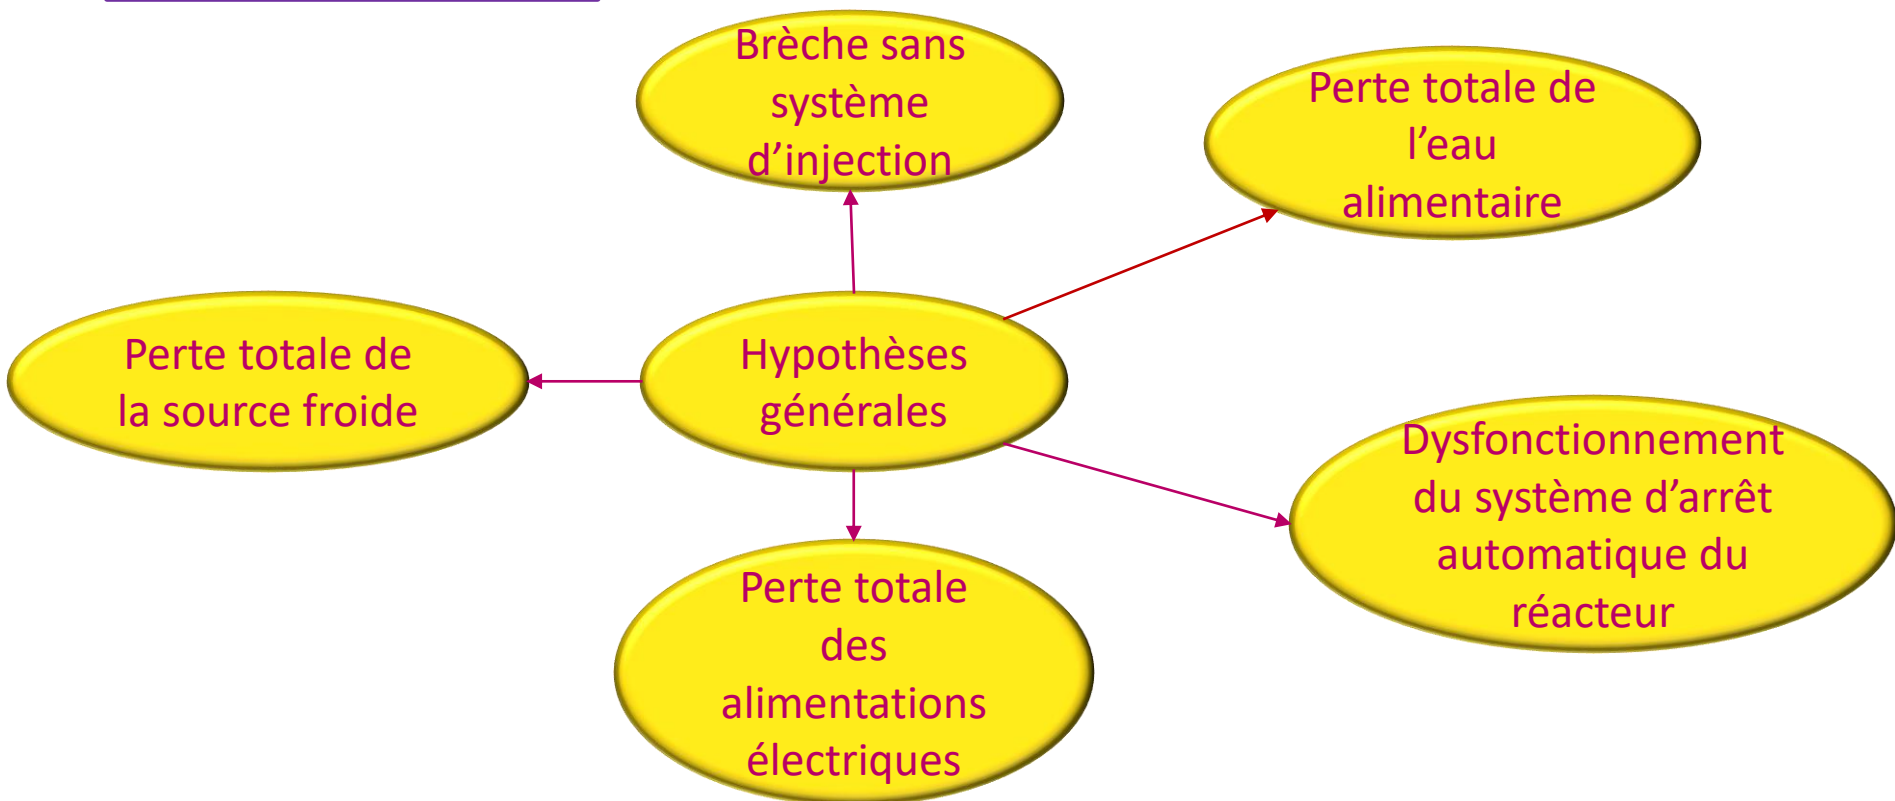 Brèche sans
système
d’injection
Perte totale de
l’eau
alimentaire
Perte totale de
la source froide
Hypothèses
générales
Dysfonctionnement
du système d’arrêt
automatique du
réacteur
Perte totale
des
alimentations
électriques